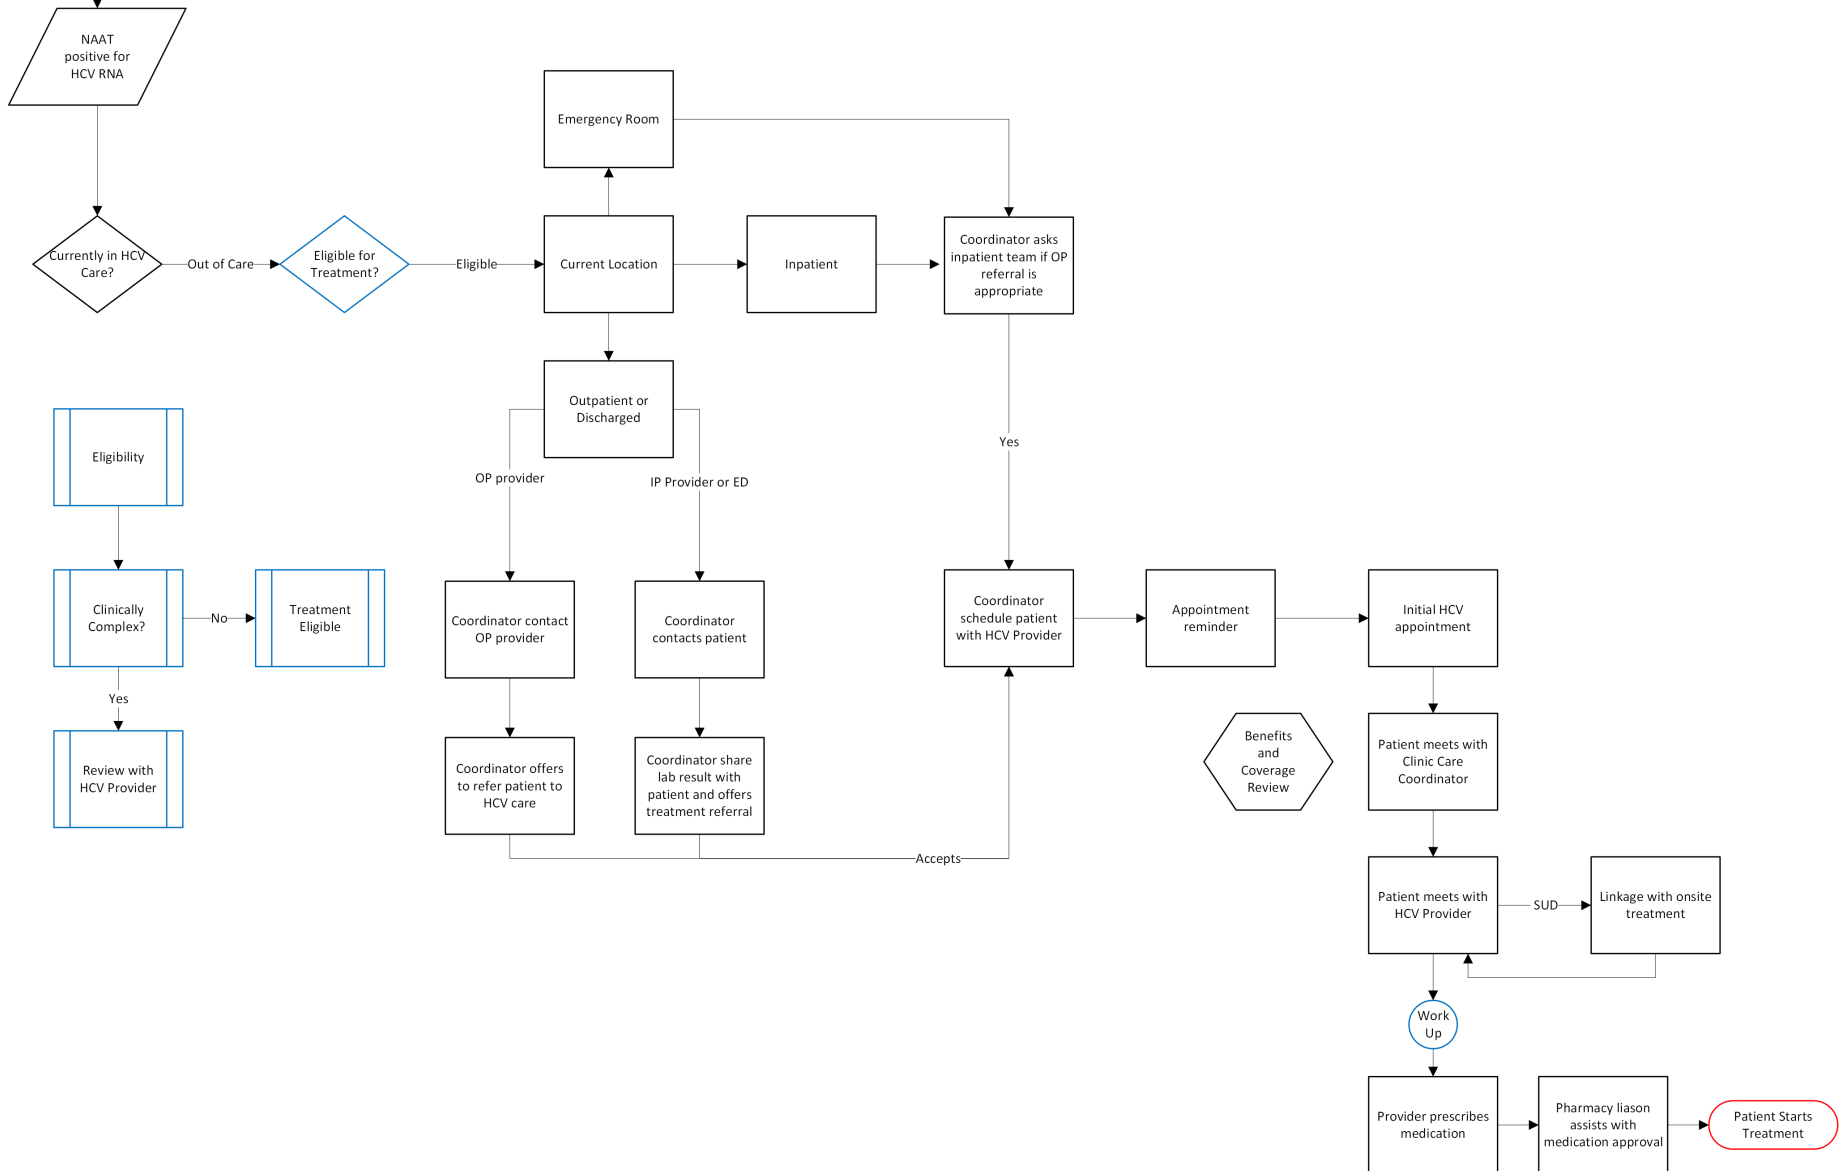 NAAT
positive for
HCV RNA
Emergency Room
Currently in HCV
Care?
Out of Care
Eligible for
Treatment?
Eligible
Current Location
Inpatient
Coordinator asks
inpatient team if OP
referral is
appropriate
Outpatient or
Discharged
OP provider
IP Provider or ED
Yes
Eligibility
Clinically
Complex?
No
Treatment
Eligible
Yes
Review with
HCV Provider
Coordinator contact
OP provider
Coordinator
contacts patient
Coordinator offers
to refer patient to
HCV care
Coordinator share
lab result with
patient and offers
treatment referral
Accepts
Coordinator
schedule patient
with HCV Provider
Appointment
reminder
Initial HCV
appointment
Benefits
and
Coverage
Review
Patient meets with
Clinic Care
Coordinator
Patient meets with
HCV Provider
SUD
Linkage with onsite
treatment
Work
Up
Provider prescribes
medication
Pharmacy liason
assists with
medication approval
Patient Starts
Treatment